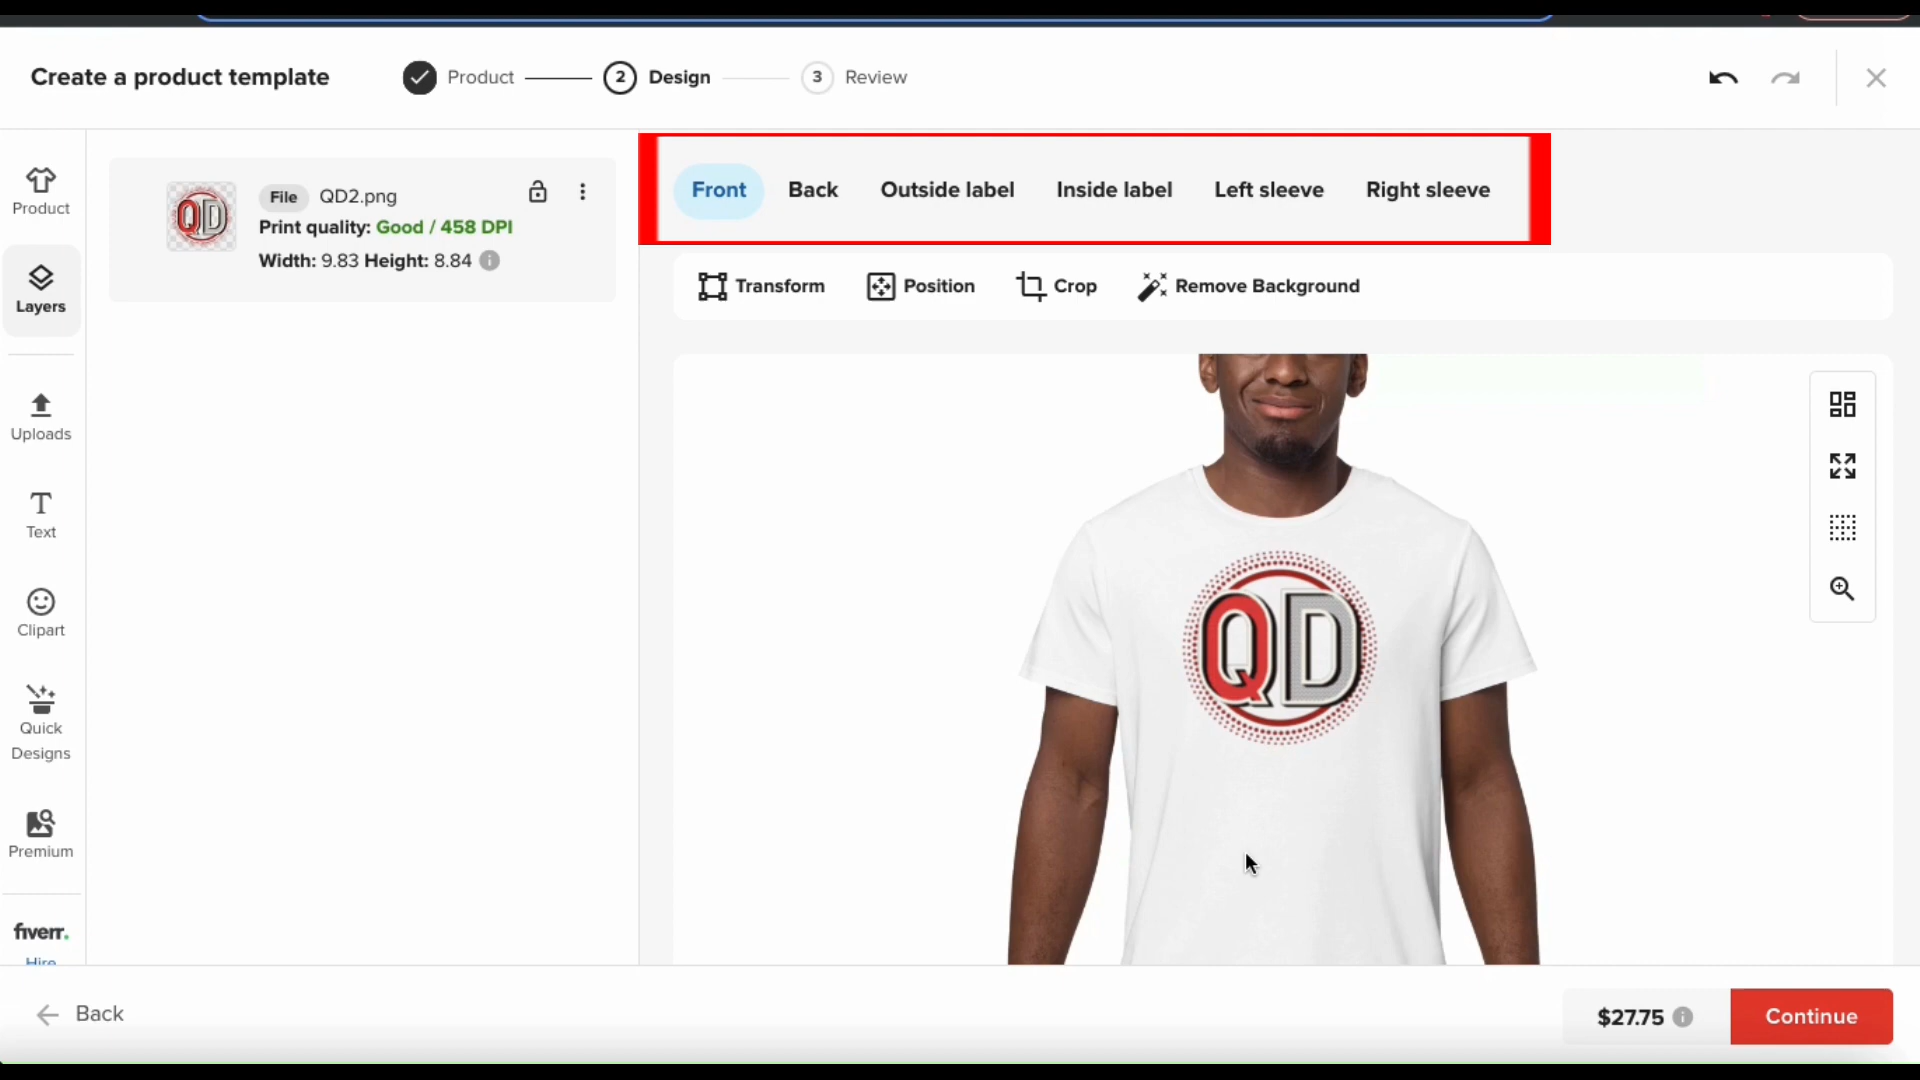 Create a product template
Product
2
Design
3
Review
Product
Layers
Uploads
Text
Clipart
Quick
Designs
Premium
fiverr.
Hire
QD
File
QD2.png
Print quality: Good / 458 DPI
Width: 9.83 Height: 8.84
Front
Back
Outside label
Inside label
Left sleeve
Right sleeve
Transform
Position
Crop
Remove Background
QD
Back
$27.75
Continue